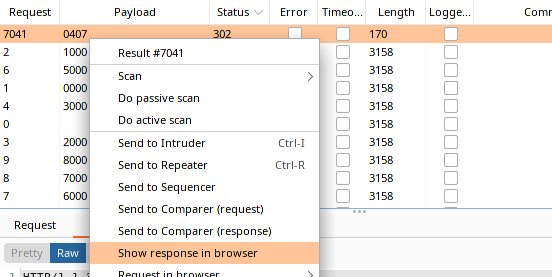 Request Payload Status Error Timeo... Length Logge... Com
7041 0407 302 170
Result #7041
2 1000 3158
Scan
6 5000 3158
Do passive scan
1 0000 3158
4 3000 3158
Do active scan
0 3158
3 2000 3158
Send to Intruder Ctrl-I
9 8000 3158
Send to Repeater Ctrl-R
8 7000 3158
Send to Sequencer
7 6000 3158
Send to Comparer (request)
Request
Send to Comparer (response)
Pretty Raw
Show response in browser
1 HTTP/1.1 3
Request in browser